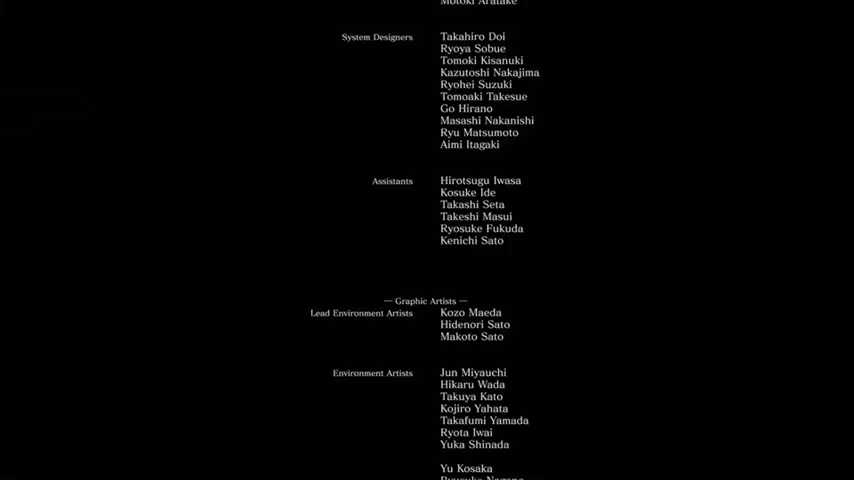 Motoki Aratake
System Designers Takahiro Doi
Ryoya Sobue
Tomoki Kisanuki
Kazutoshi Nakajima
Ryohei Suzuki
Tomoaki Takesue
Go Hirano
Masashi Nakanishi
Ryu Matsumoto
Aimi Itagaki
Assistants Hirotsugu Iwasa
Kosuke Ide
Takashi Seta
Takeshi Masui
Ryosuke Fukuda
Kenichi Sato
— Graphic Artists —
Lead Environment Artists Kozo Maeda
Hidenori Sato
Makoto Sato
Environment Artists Jun Miyauchi
Hikaru Wada
Takuya Kato
Kojiro Yahata
Takafumi Yamada
Ryota Iwai
Yuka Shinada
Yu Kosaka